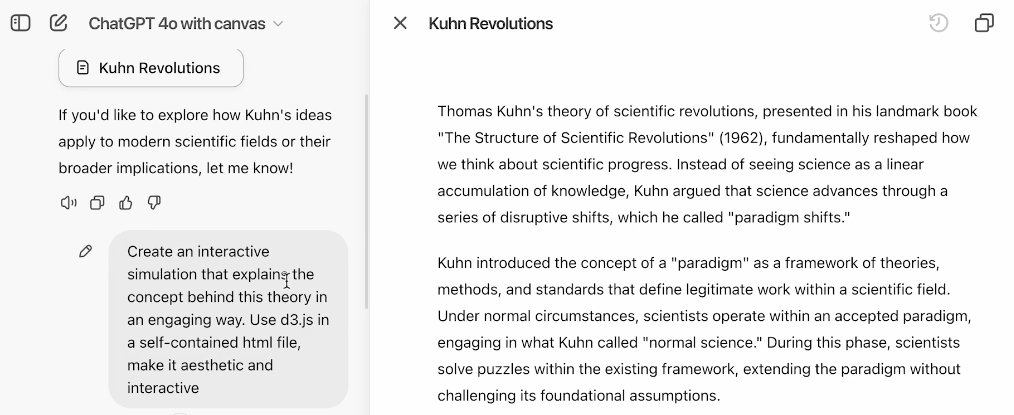 ChatGPT 4o with canvas
Kuhn Revolutions
If you'd like to explore how Kuhn's ideas
apply to modern scientific fields or their
broader implications, let me know!
Create an interactive
simulation that explains the
concept behind this theory in
an engaging way. Use d3.js in
a self-contained html file,
make it aesthetic and
interactive
Kuhn Revolutions
Thomas Kuhn's theory of scientific revolutions, presented in his landmark book
"The Structure of Scientific Revolutions" (1962), fundamentally reshaped how
we think about scientific progress. Instead of seeing science as a linear
accumulation of knowledge, Kuhn argued that science advances through a
series of disruptive shifts, which he called "paradigm shifts."
Kuhn introduced the concept of a "paradigm" as a framework of theories,
methods, and standards that define legitimate work within a scientific field.
Under normal circumstances, scientists operate within an accepted paradigm,
engaging in what Kuhn called "normal science." During this phase, scientists
solve puzzles within the existing framework, extending the paradigm without
challenging its foundational assumptions.